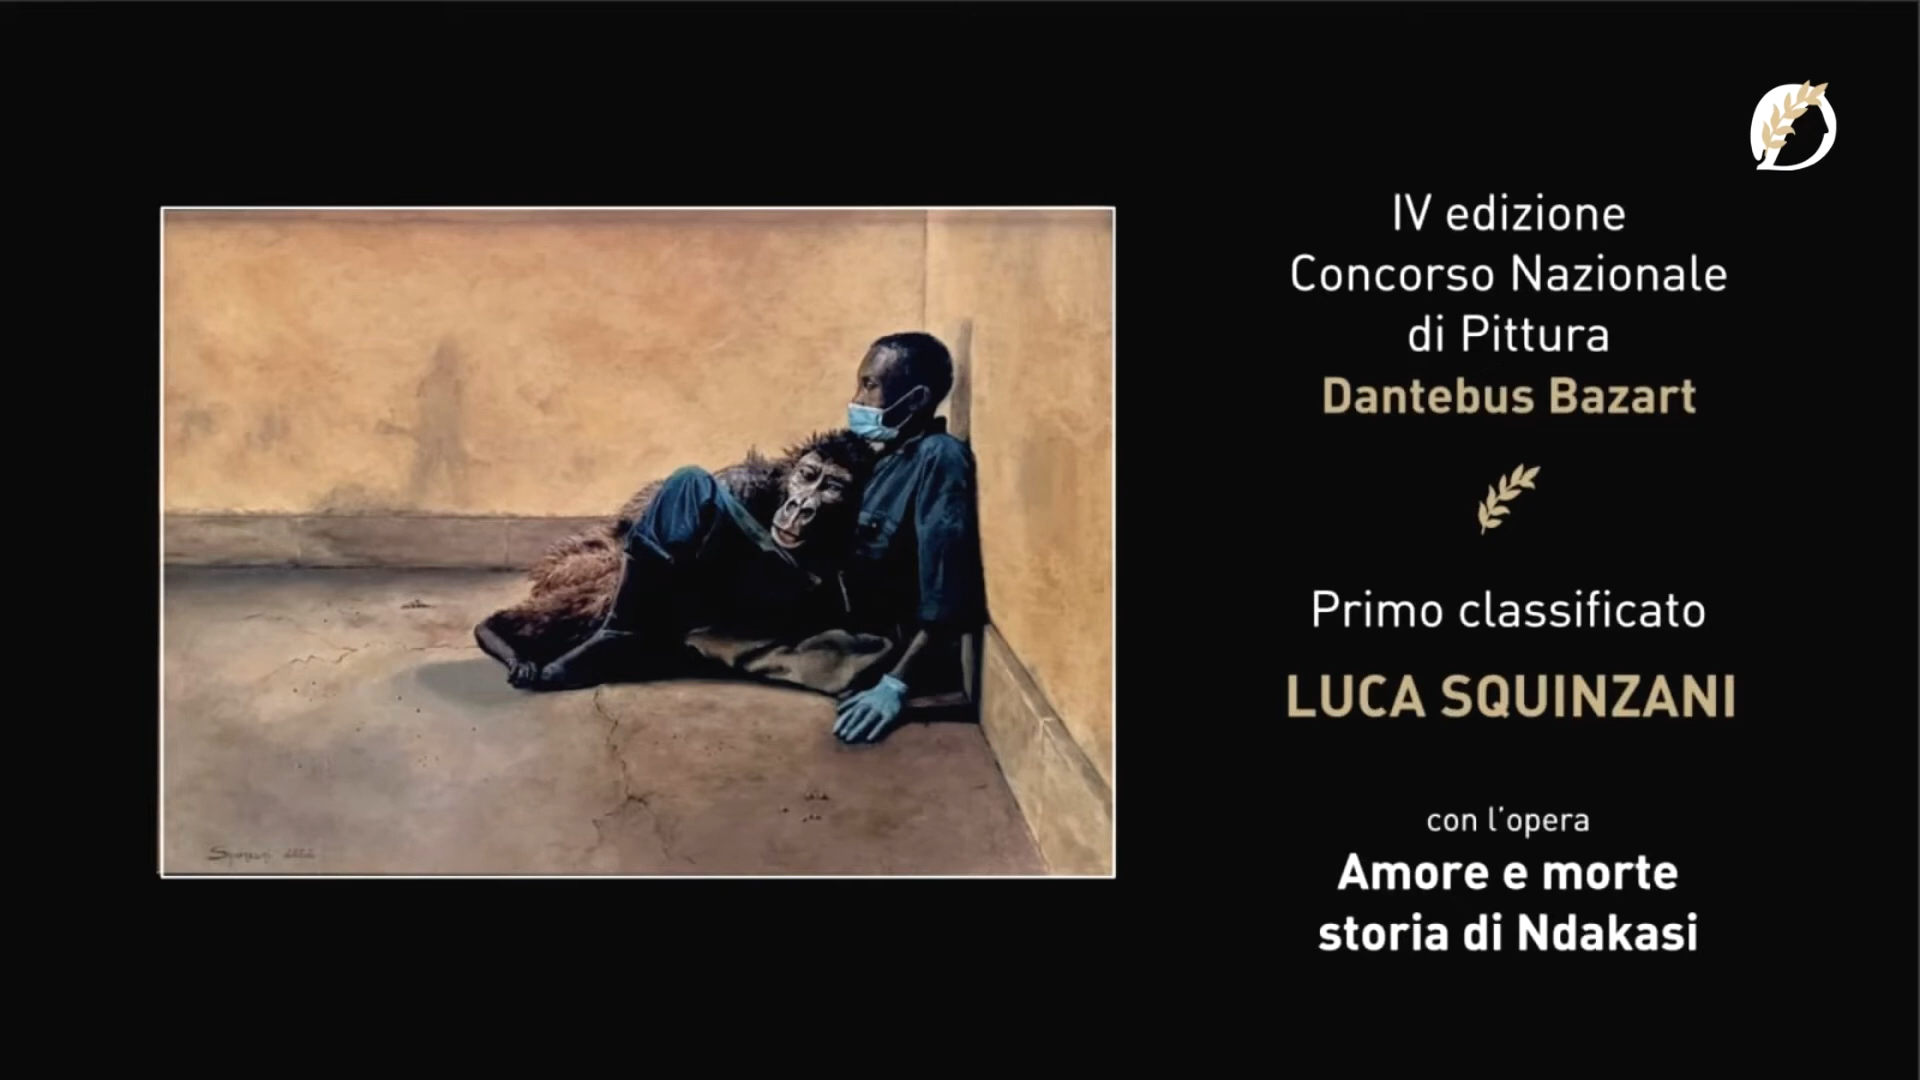 IV edizione
Concorso Nazionale
di Pittura
Dantebus Bazart
Primo classificato
LUCA SQUINZANI
con l'opera
Amore e morte
storia di Ndakasi